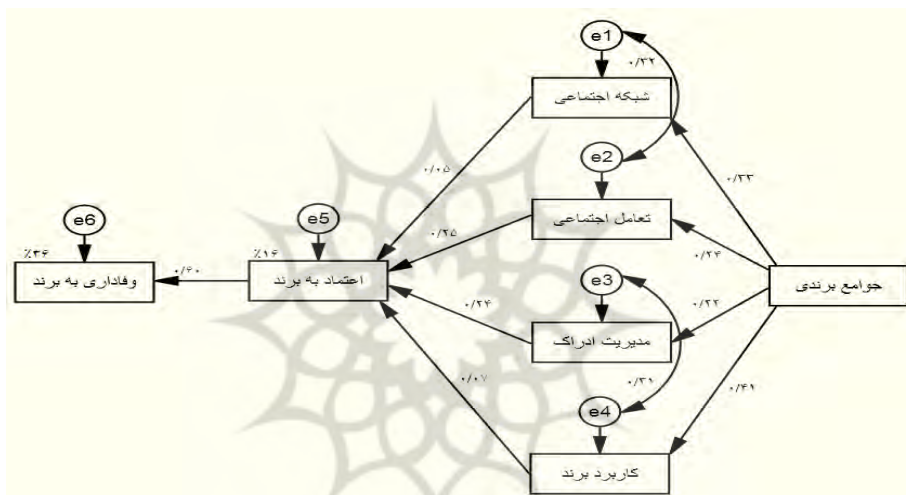 e1
۰/۳۲
شبکه اجتماعی
e2
۰/۰۵
۰/۳۳
تعامل اجتماعی
e6
e5
۰/۲۵
۰/۲۴
٪۳۶
٪۱۶
e3
وفاداری به برند
۰/۶۰
اعتماد به برند
جوامع برندی
۰/۲۴
۰/۲۲
مدیریت ادراک
۰/۳۱
۰/۰۷
e4
۰/۴۱
کاربرد برند